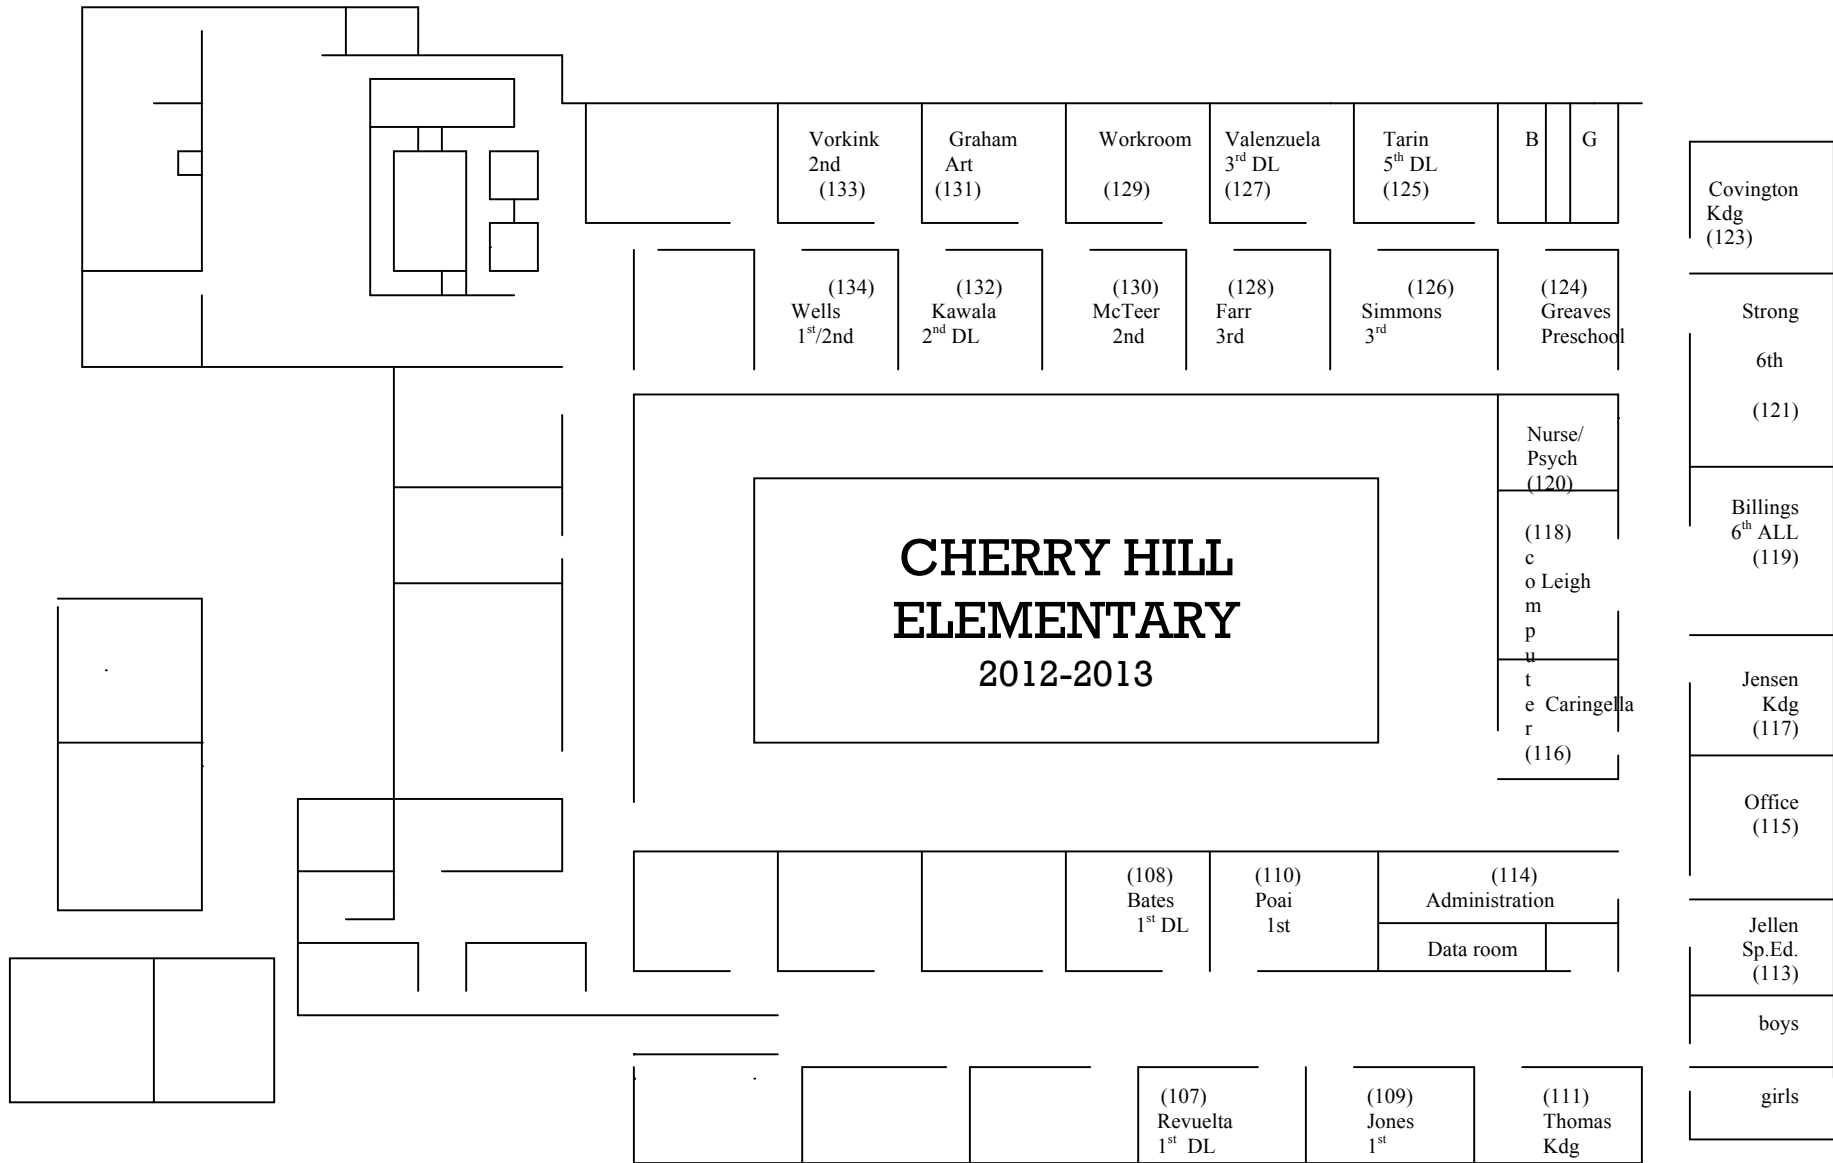 Vorkink
2nd
(133)
Graham
Art
(131)
Workroom
(129)
Valenzuela
3rd DL
(127)
Tarin
5th DL
(125)
B
G
Covington
Kdg
(123)
(134)
Wells
1st/2nd
(132)
Kawala
2nd DL
(130)
McTeer
2nd
(128)
Farr
3rd
(126)
Simmons
3rd
(124)
Greaves
Preschool
Strong
6th
(121)
Nurse/
Psych
(120)
CHERRY HILL
ELEMENTARY
2012-2013
(118)
computer
Leigh
Caringella
(116)
Billings
6th ALL
(119)
Jensen
Kdg
(117)
Office
(115)
(108)
Bates
1st DL
(110)
Poai
1st
(114)
Administration
Data room
Jellen
Sp.Ed.
(113)
boys
girls
(107)
Revuelta
1st DL
(109)
Jones
1st
(111)
Thomas
Kdg